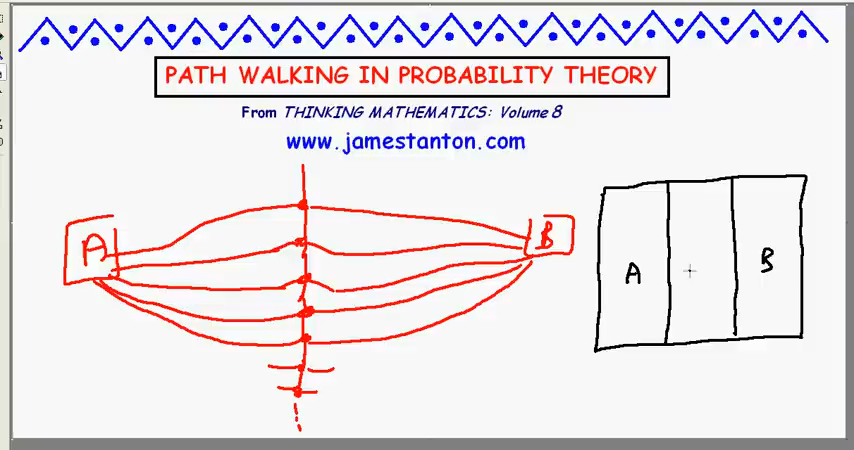 PATH WALKING IN PROBABILITY THEORY
From THINKING MATHEMATICS: Volume 8
www.jamestanton.com
A
B
A
B